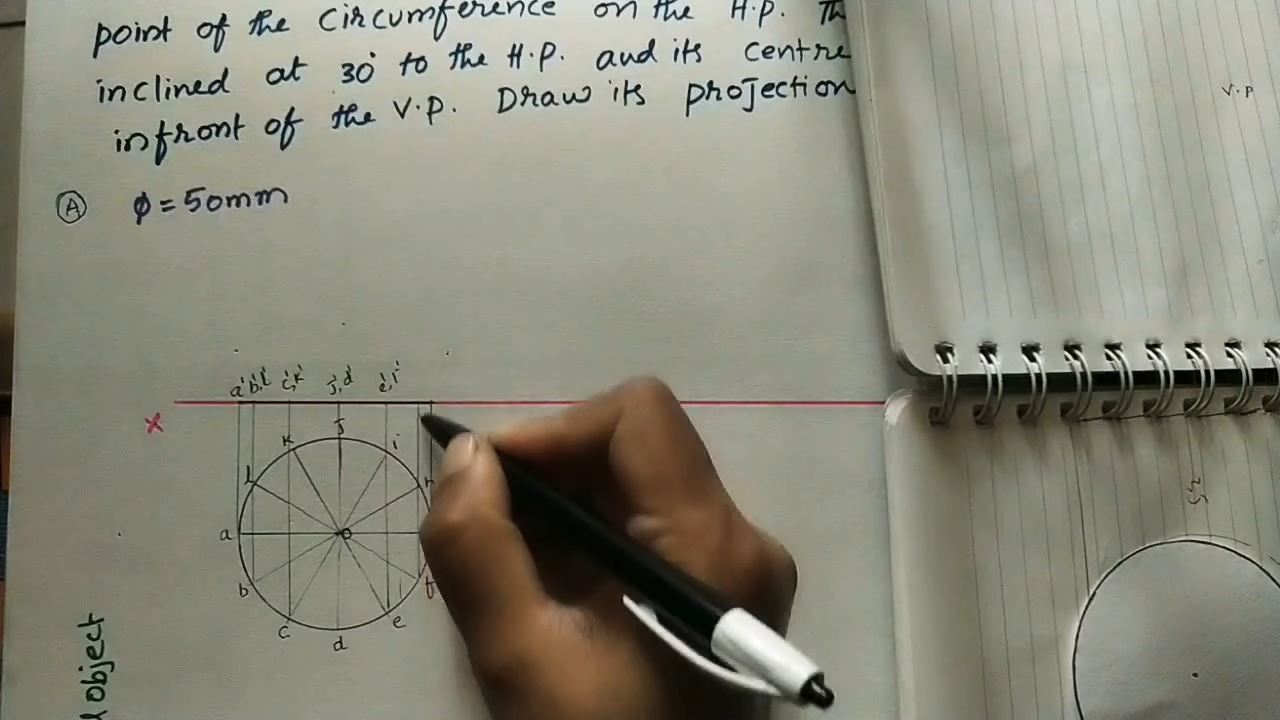 point of the circumference on the H.P. Th
inclined at 30° to the H.P. and its centre
infront of the V.P. Draw its projection
V.P
A ϕ = 50mm
a' b',l' c',k' j',d' e',i'
X
j
k i
l h
a o
b f
c e
d
25
object